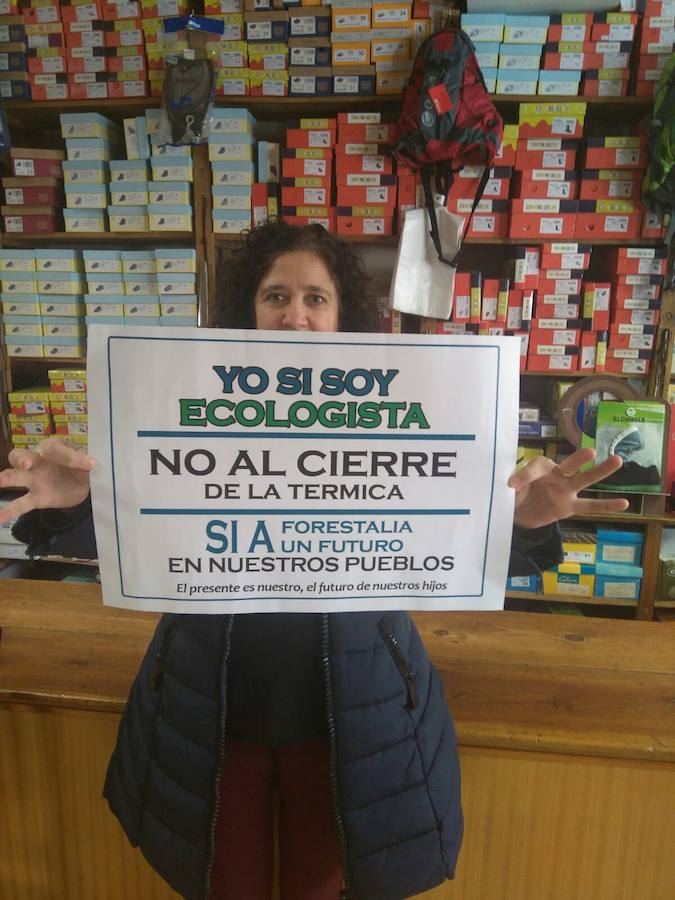 YO SI SOY
ECOLOGISTA
NO AL CIERRE
DE LA TERMICA
SI A FORESTALIA
UN FUTURO
EN NUESTROS PUEBLOS
El presente es nuestro, el futuro de nuestros hijos